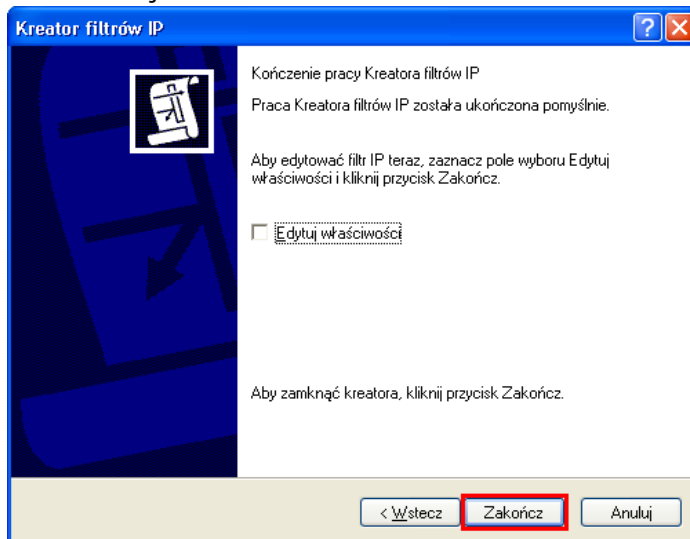 Kreator filtrów IP
Kończenie pracy Kreatora filtrów IP
Praca Kreatora filtrów IP została ukończona pomyślnie.
Aby edytować filtr IP teraz, zaznacz pole wyboru Edytuj
właściwości i kliknij przycisk Zakończ.
Edytuj właściwości
Aby zamknąć kreatora, kliknij przycisk Zakończ.
< Wstecz Zakończ Anuluj